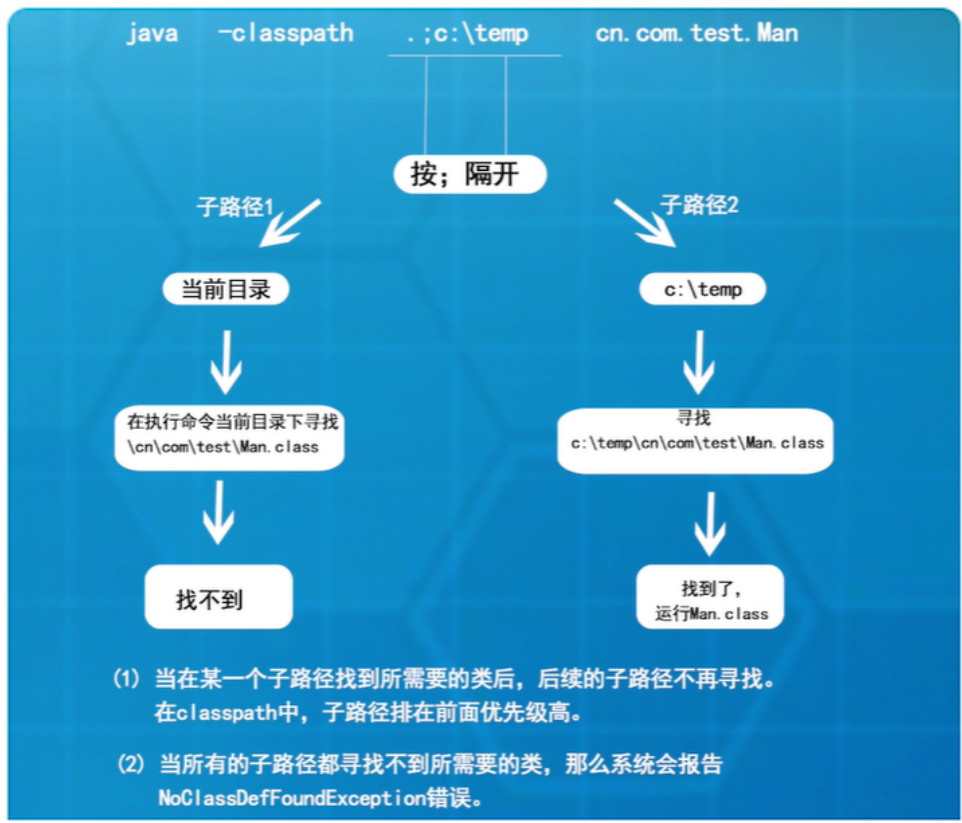 java -classpath .;c:\temp cn.com.test.Man
按；隔开
子路径1
子路径2
当前目录
c:\temp
在执行命令当前目录下寻找
\cn\com\test\Man.class
寻找
c:\temp\cn\com\test\Man.class
找不到
找到了，
运行Man.class
（1）当在某一个子路径找到所需要的类后，后续的子路径不再寻找。
在classpath中，子路径排在前面优先级高。
（2）当所有的子路径都寻找不到所需要的类，那么系统会报告
NoClassDefFoundException错误。